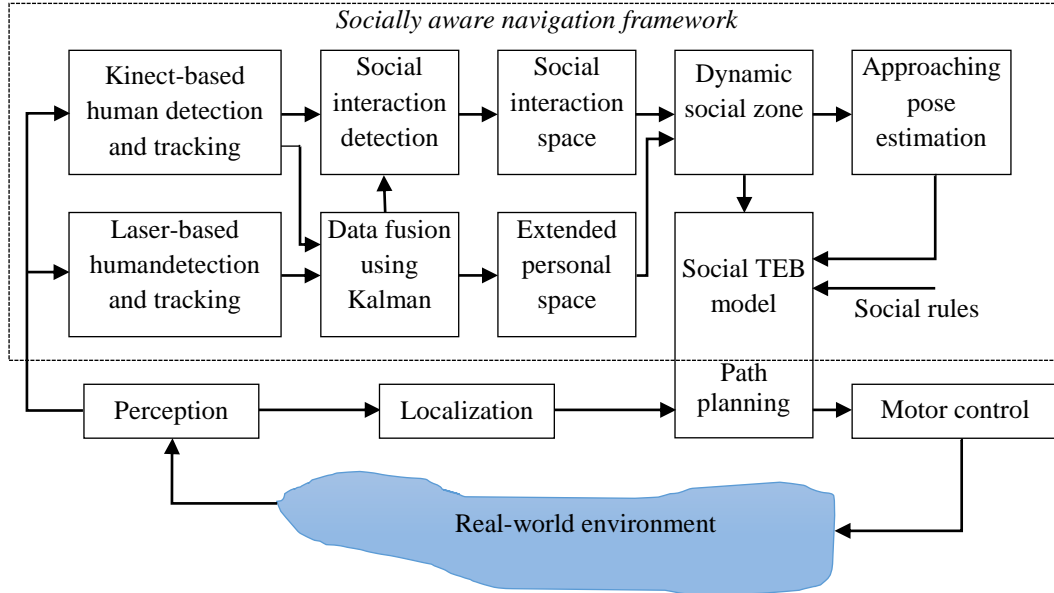 Socially aware navigation framework
Kinect-based
human detection
and tracking
Social
interaction
detection
Social
interaction
space
Dynamic
social zone
Approaching
pose
estimation
Laser-based
humandetection
and tracking
Data fusion
using
Kalman
Extended
personal
space
Social TEB
model
Social rules
Perception
Localization
Path
planning
Motor control
Real-world environment